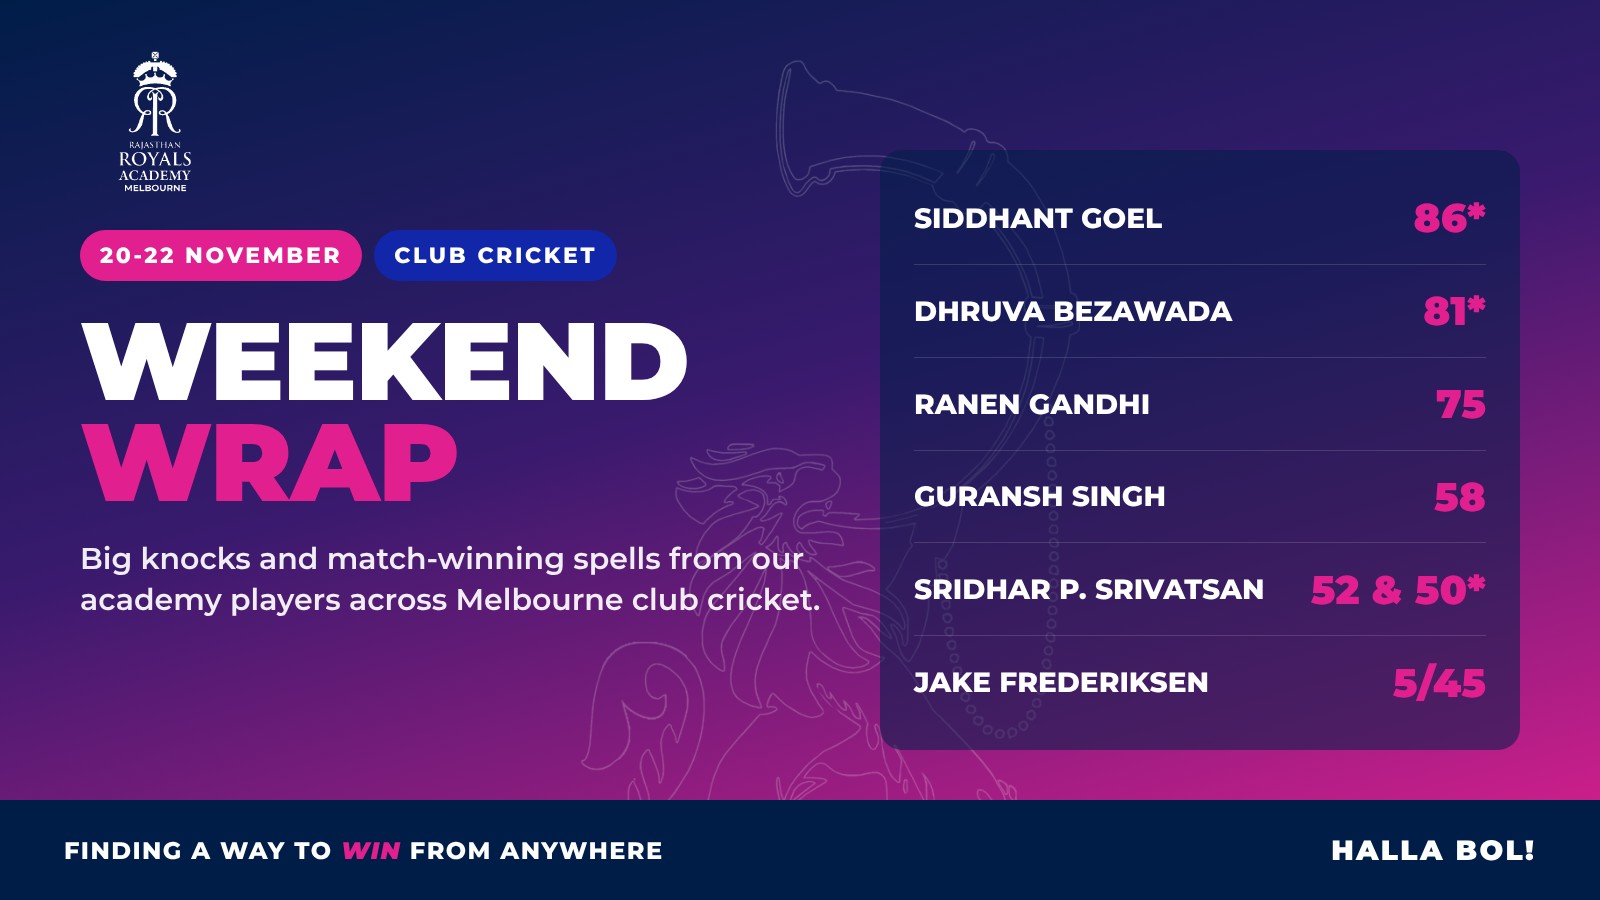 RAJASTHAN
ROYALS
ACADEMY
MELBOURNE
20-22 NOVEMBER
CLUB CRICKET
WEEKEND
WRAP
Big knocks and match-winning spells from our
academy players across Melbourne club cricket.
SIDDHANT GOEL 86*
DHRUVA BEZAWADA 81*
RANEN GANDHI 75
GURANSH SINGH 58
SRIDHAR P. SRIVATSAN 52 & 50*
JAKE FREDERIKSEN 5/45
FINDING A WAY TO WIN FROM ANYWHERE
HALLA BOL!